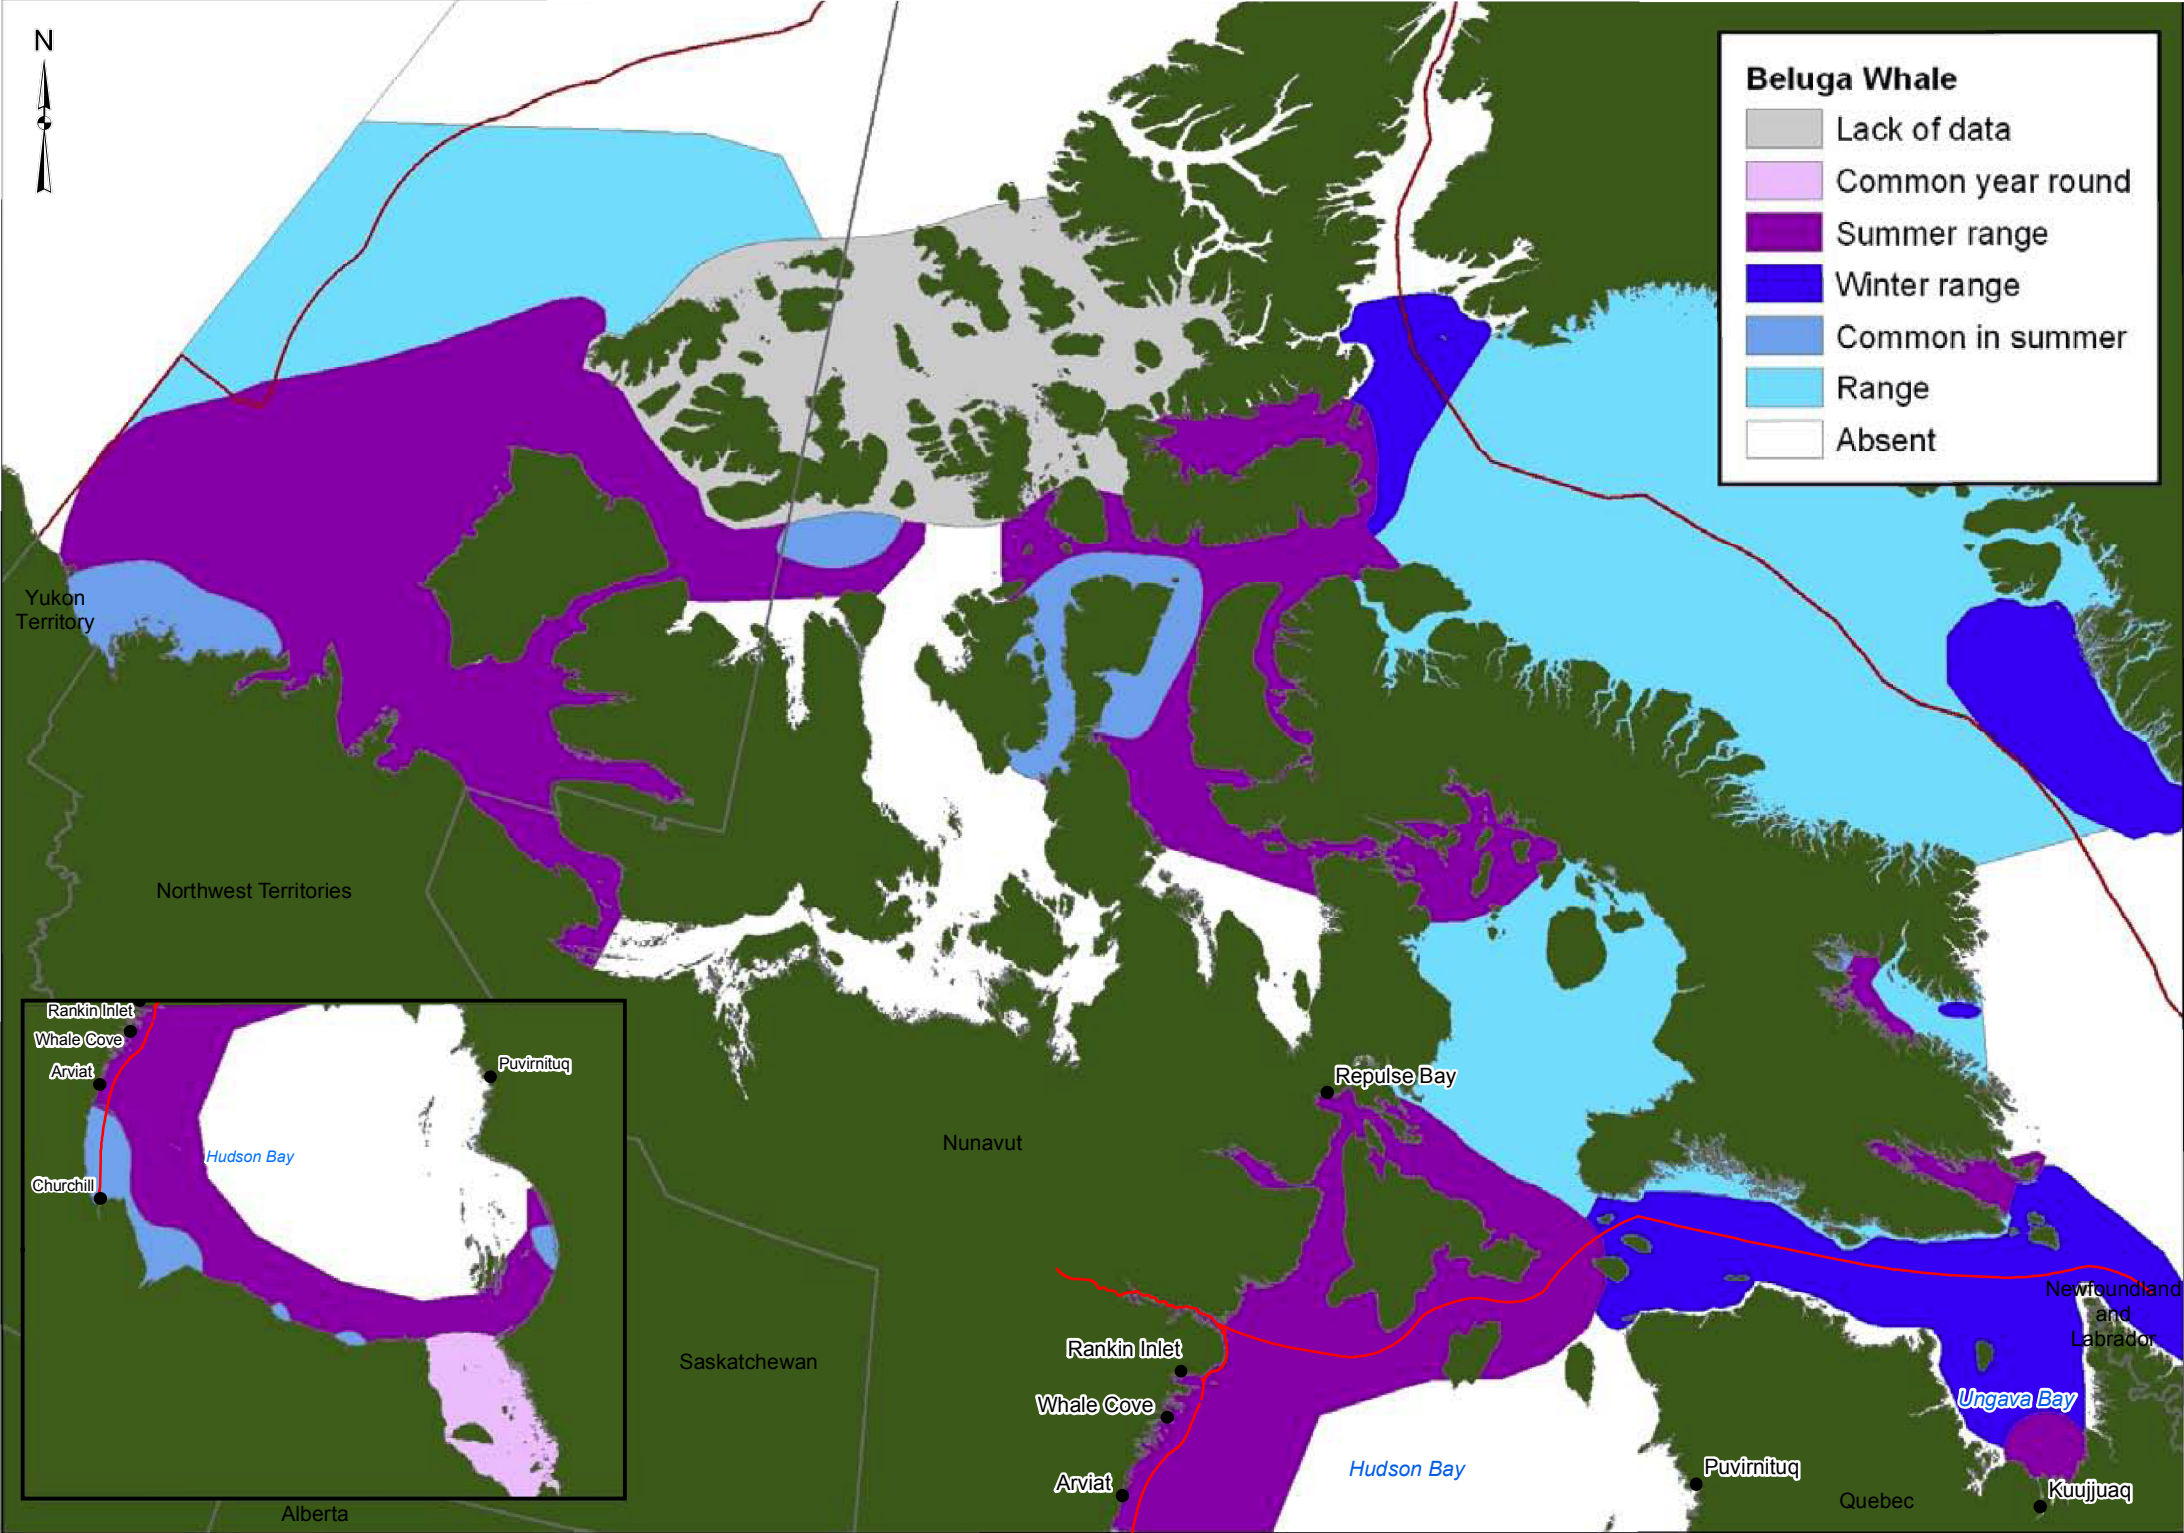 N
Beluga Whale
Lack of data
Common year round
Summer range
Winter range
Common in summer
Range
Absent
Yukon
Territory
Northwest Territories
Rankin Inlet
Whale Cove
Arviat
Puvirnituq
Hudson Bay
Churchill
Repulse Bay
Nunavut
Newfoundland
and
Labrador
Rankin Inlet
Saskatchewan
Whale Cove
Ungava Bay
Hudson Bay
Puvirnituq
Arviat
Kuujjuaq
Quebec
Alberta